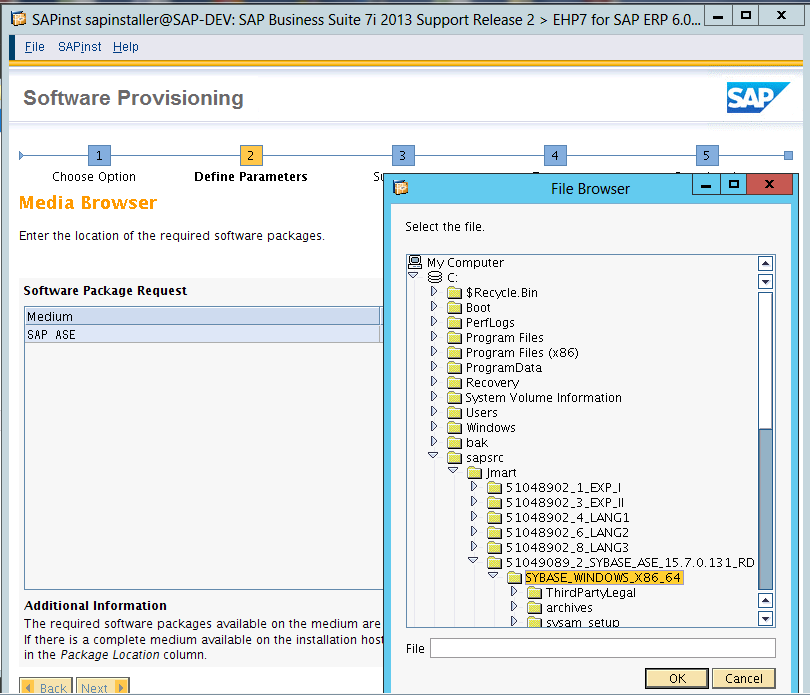 SAPinst sapinstaller@SAP-DEV: SAP Business Suite 7i 2013 Support Release 2 > EHP7 for SAP ERP 6.0...
File SAPinst Help
Software Provisioning
SAP
1 2 3 4 5
Choose Option Define Parameters
Media Browser
Enter the location of the required software packages.
Software Package Request
Medium
SAP ASE
Additional Information
The required software packages available on the medium are
If there is a complete medium available on the installation host
in the Package Location column.
Back Next
File Browser
Select the file.
My Computer
C:
$Recycle.Bin
Boot
PerfLogs
Program Files
Program Files (x86)
ProgramData
Recovery
System Volume Information
Users
Windows
bak
sapsrc
Jmart
51048902_1_EXP_I
51048902_3_EXP_II
51048902_4_LANG1
51048902_6_LANG2
51048902_8_LANG3
51049089_2_SYBASE_ASE_15.7.0.131_RD
SYBASE_WINDOWS_X86_64
ThirdPartyLegal
archives
sysam_setup
File
OK Cancel